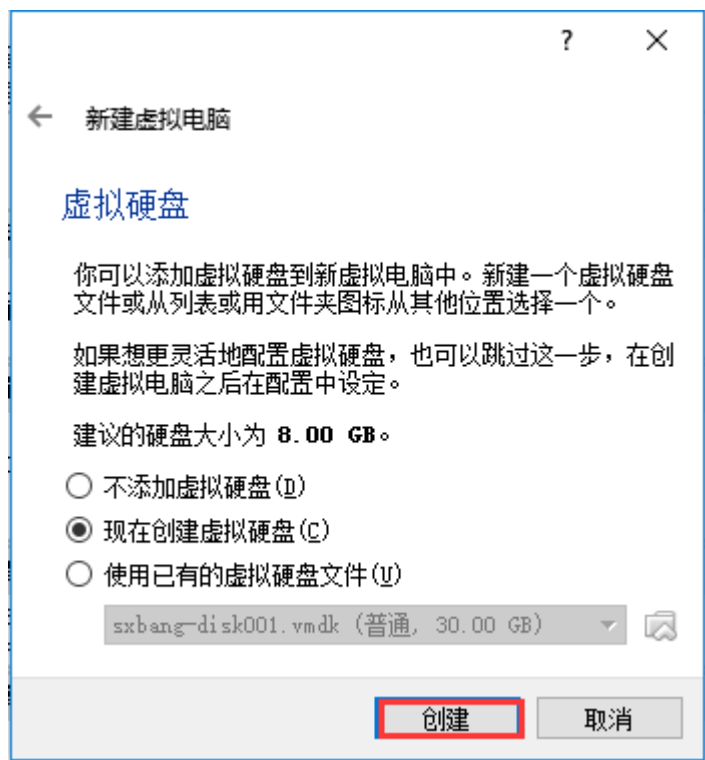 ?
新建虚拟电脑
虚拟硬盘
你可以添加虚拟硬盘到新虚拟电脑中。新建一个虚拟硬盘
文件或从列表或用文件夹图标从其他位置选择一个。
如果想更灵活地配置虚拟硬盘，也可以跳过这一步，在创
建虚拟电脑之后在配置中设定。
建议的硬盘大小为 8.00 GB。
不添加虚拟硬盘(D)
现在创建虚拟硬盘(C)
使用已有的虚拟硬盘文件(U)
sxbang-disk001.vmdk (普通, 30.00 GB)
创建 取消